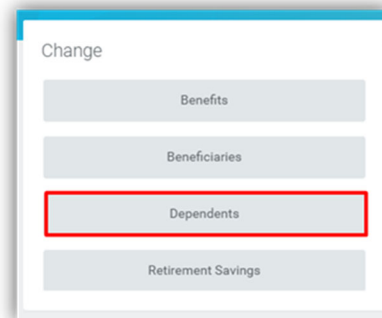 Change
Benefits
Beneficiaries
Dependents
Retirement Savings